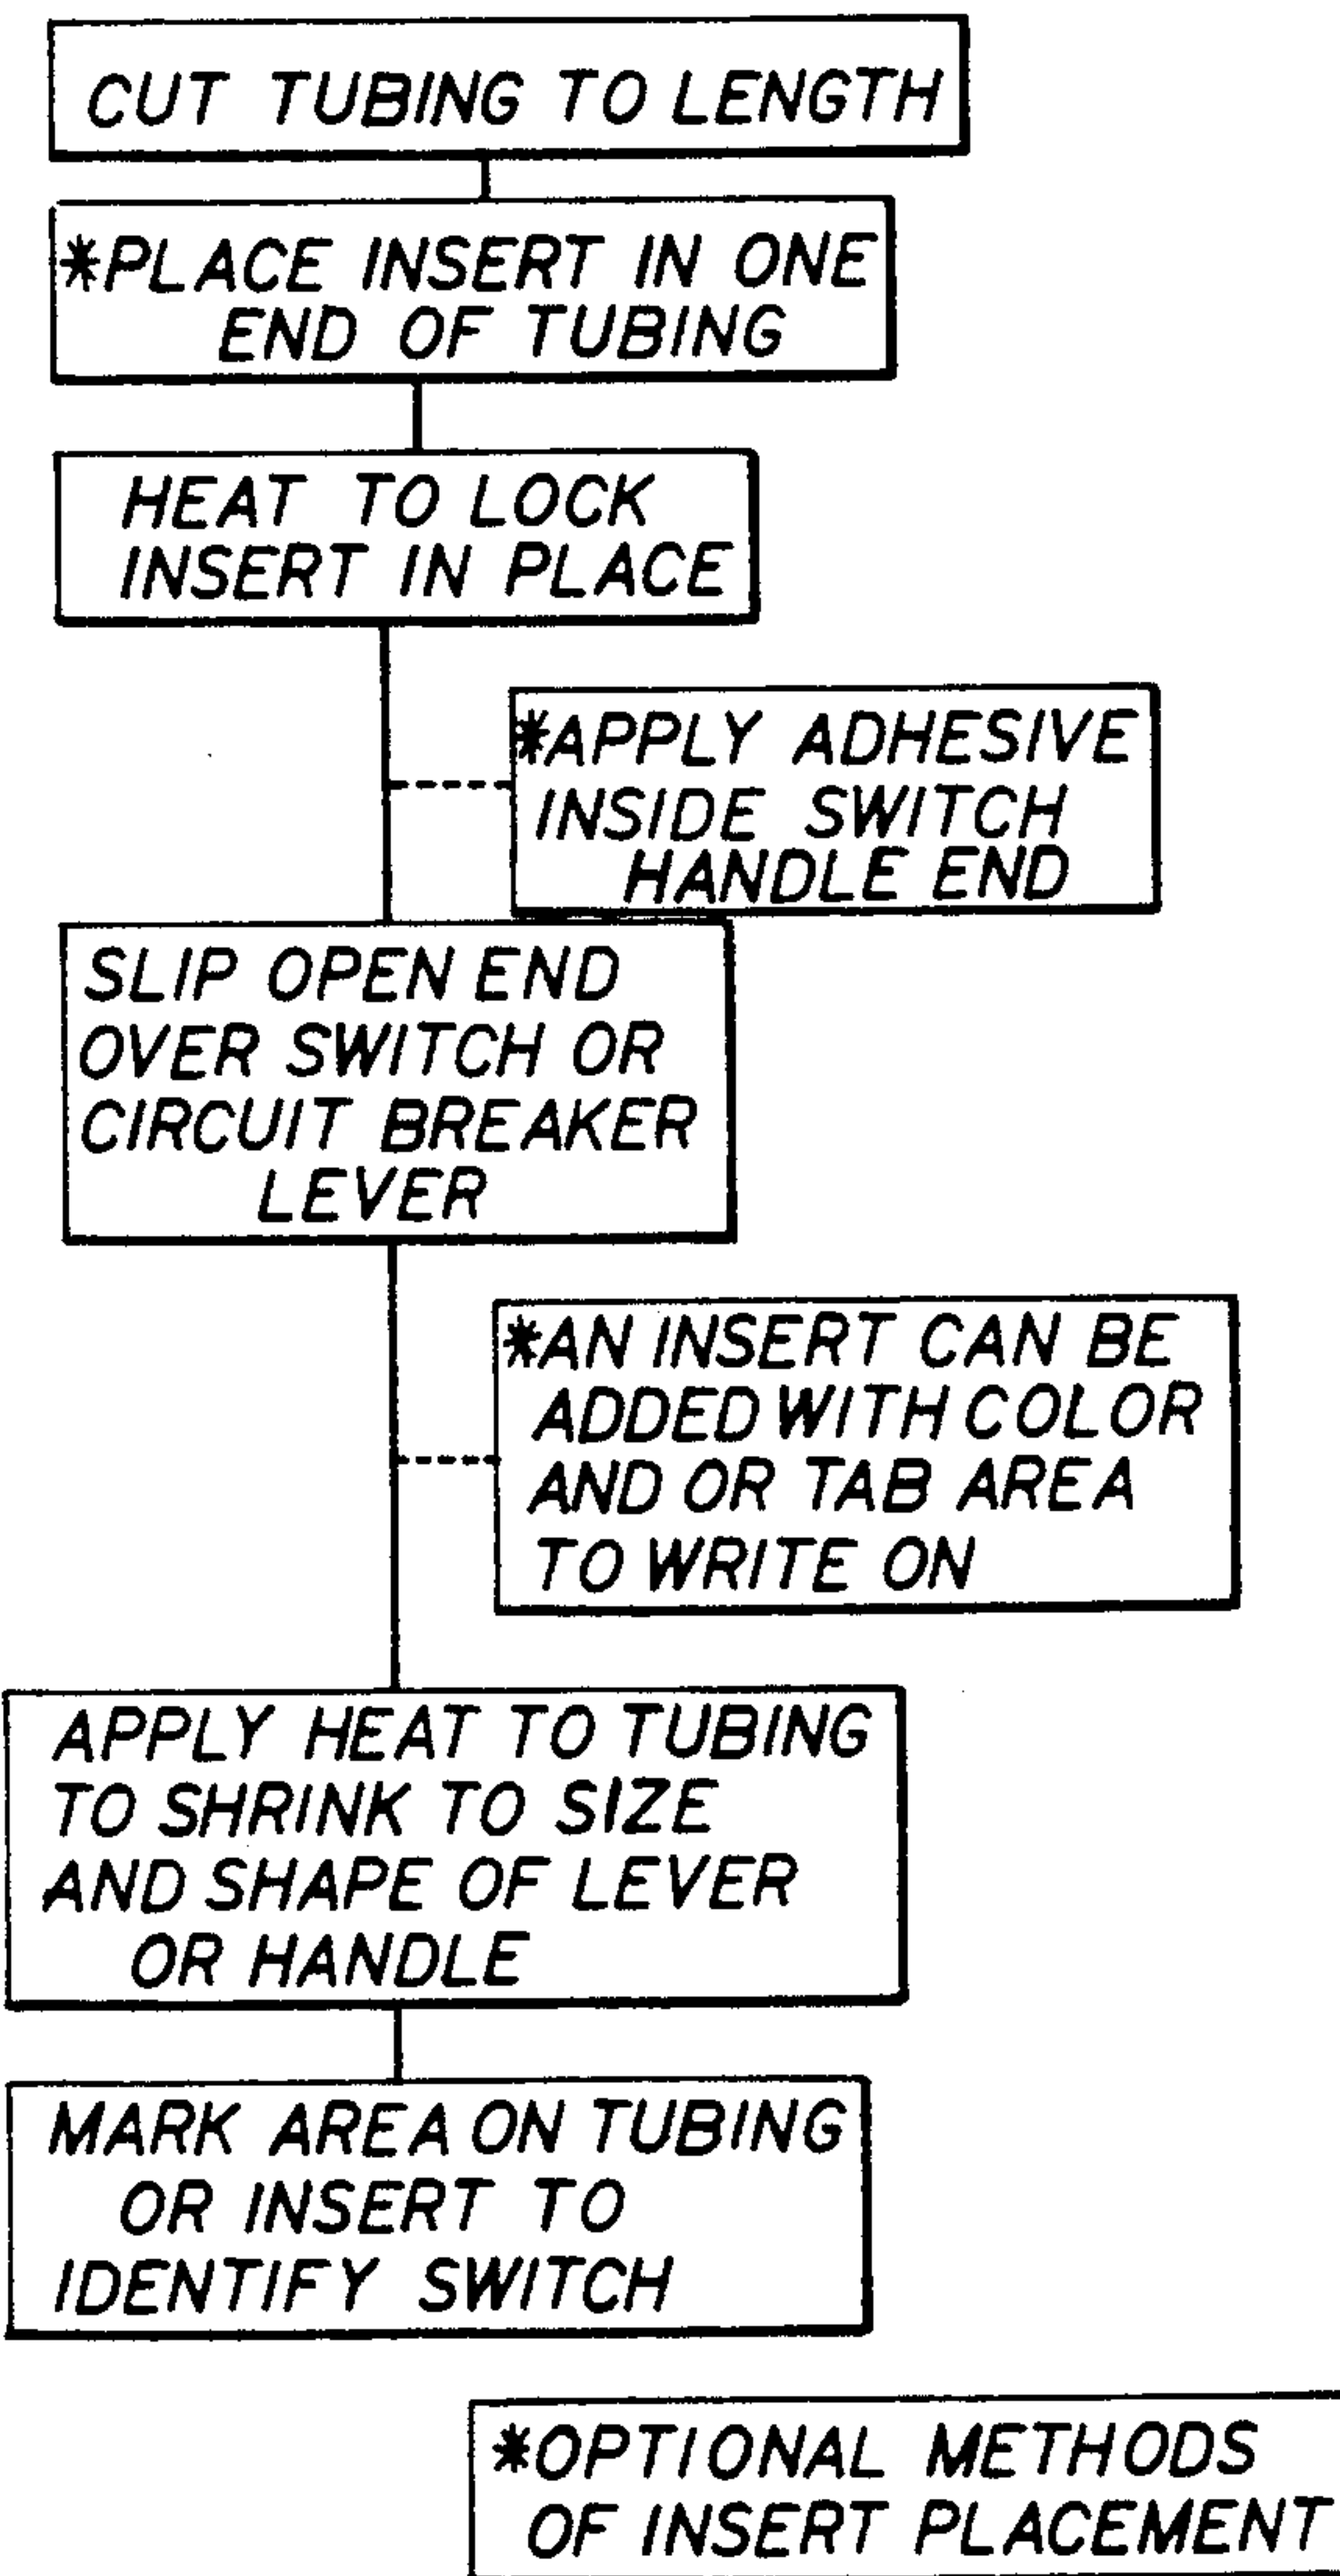 CUT TUBING TO LENGTH
*PLACE INSERT IN ONE
END OF TUBING
HEAT TO LOCK
INSERT IN PLACE
*APPLY ADHESIVE
INSIDE SWITCH
HANDLE END
SLIP OPEN END
OVER SWITCH OR
CIRCUIT BREAKER
LEVER
*AN INSERT CAN BE
ADDED WITH COLOR
AND OR TAB AREA
TO WRITE ON
APPLY HEAT TO TUBING
TO SHRINK TO SIZE
AND SHAPE OF LEVER
OR HANDLE
MARK AREA ON TUBING
OR INSERT TO
IDENTIFY SWITCH
*OPTIONAL METHODS
OF INSERT PLACEMENT